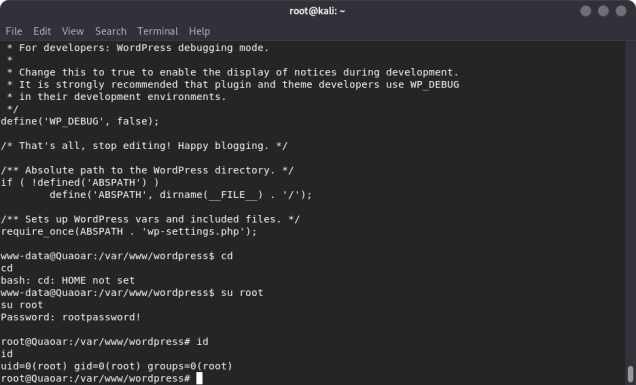 root@kali: ~
File Edit View Search Terminal Help
 * For developers: WordPress debugging mode.
 *
 * Change this to true to enable the display of notices during development.
 * It is strongly recommended that plugin and theme developers use WP_DEBUG
 * in their development environments.
 */
define('WP_DEBUG', false);

/* That's all, stop editing! Happy blogging. */

/** Absolute path to the WordPress directory. */
if ( !defined('ABSPATH') )
        define('ABSPATH', dirname(__FILE__) . '/');

/** Sets up WordPress vars and included files. */
require_once(ABSPATH . 'wp-settings.php');

www-data@Quaoar:/var/www/wordpress$ cd
cd
bash: cd: HOME not set
www-data@Quaoar:/var/www/wordpress$ su root
su root
Password: rootpassword!

root@Quaoar:/var/www/wordpress# id
id
uid=0(root) gid=0(root) groups=0(root)
root@Quaoar:/var/www/wordpress#